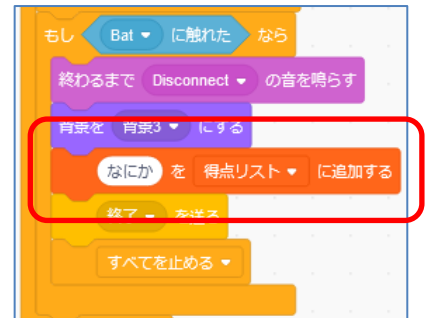 もし Bat に触れた なら
終わるまで Disconnect の音を鳴らす
背景を 背景3 にする
なにか を 得点リスト に追加する
終了 を送る
すべてを止める